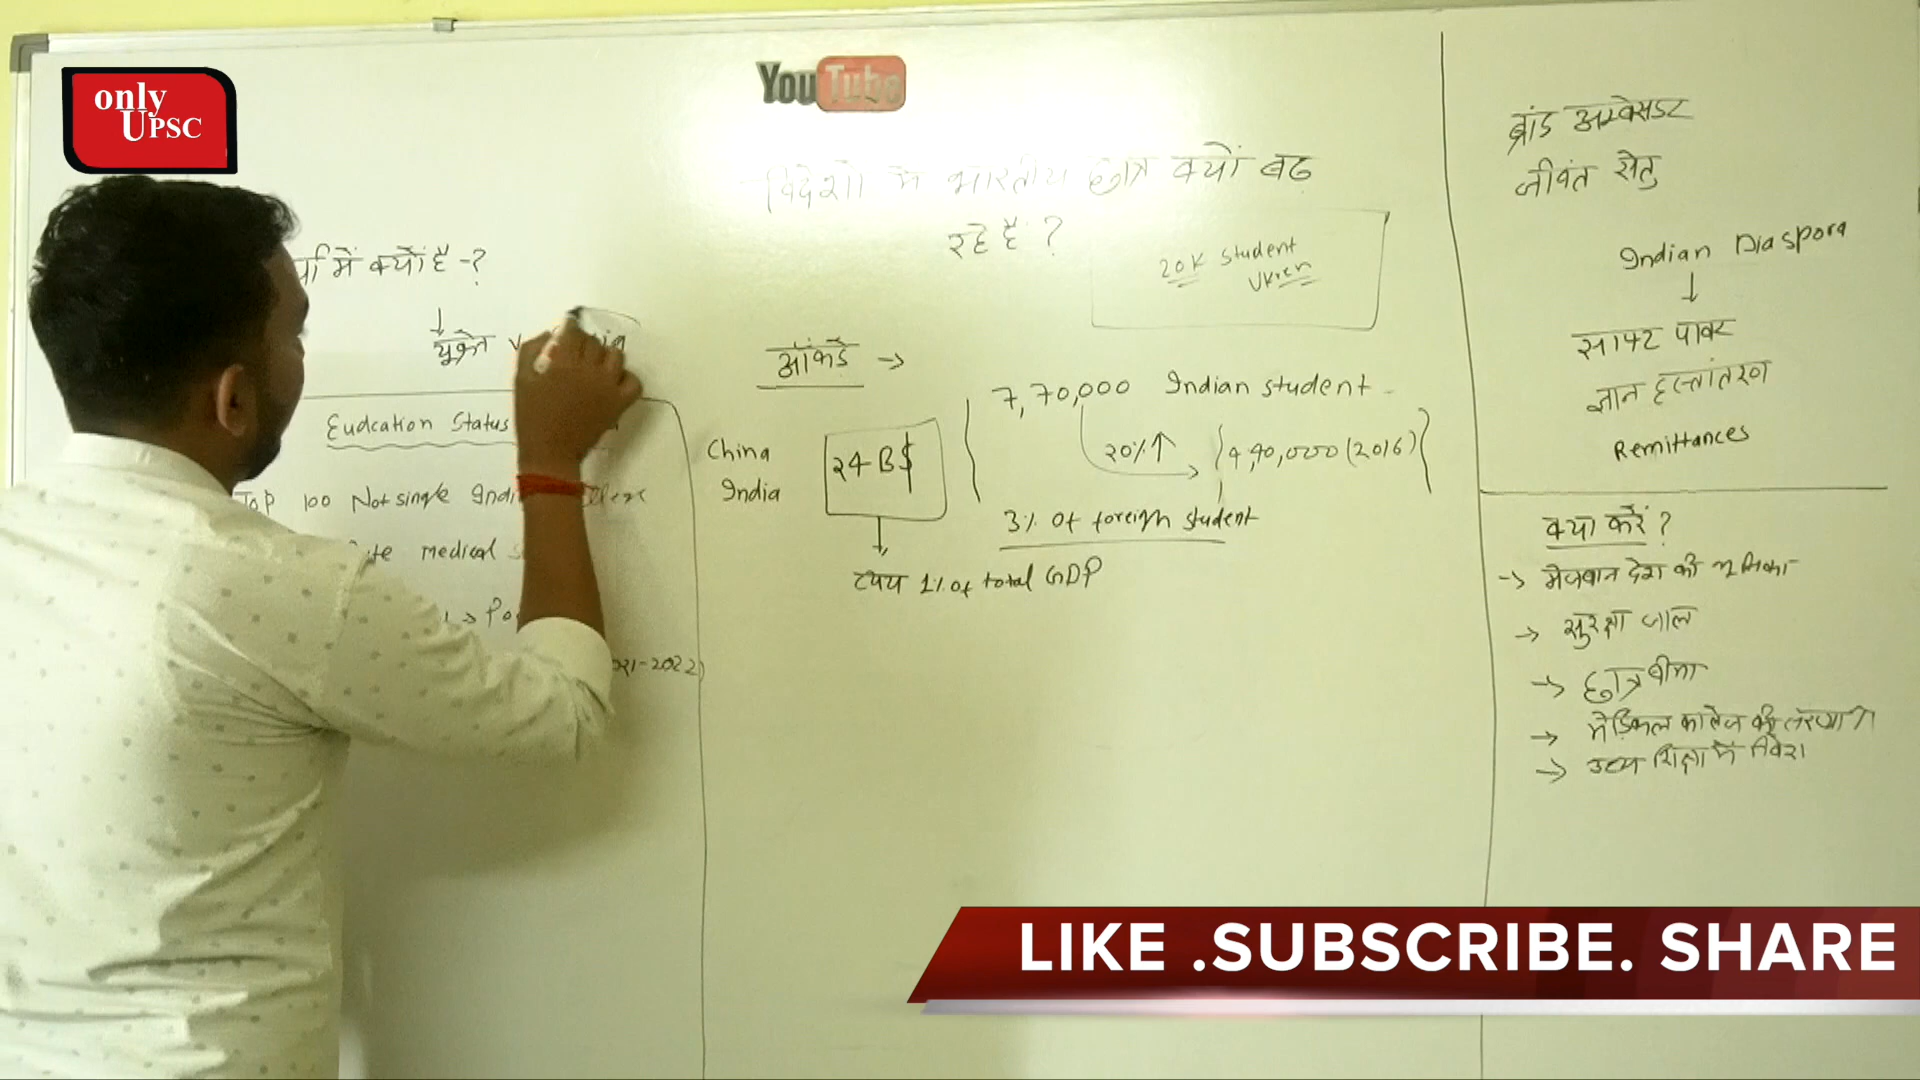 only
UPSC
YouTube
में क्यों है -?
यूक्रेन
Eudcation Status
Top 100 Not single
medical
2021-2022)
विदेशो में भारतीय छात्र क्यों बढ़
रहे हैं ?
20K student
Ukren
आँकड़े →
7,70,000 Indian student
China
India
24 B$
20%↑
4,40,000 (2016)
3% of foreign student
व्यय 1% of total GDP
ब्रांड अम्बेसडर
जीवंत सेतु
Indian Diaspora
↓
साफ्ट पावर
ज्ञान हस्तांतरण
Remittances
क्या करें ?
→ मेजबान देश की भूमिका
→ सुरक्षा जाल
→ छात्र बीमा
→ मेडिकल कालेज की संख्या
→ उच्च शिक्षा में निवेश
LIKE .SUBSCRIBE. SHARE